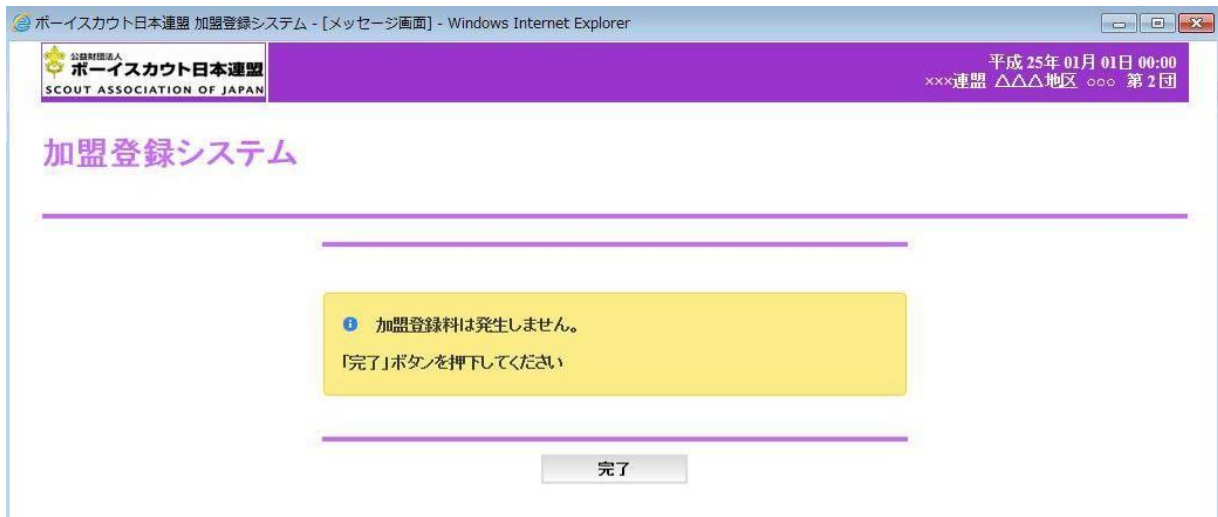 ボーイスカウト日本連盟 加盟登録システム - [メッセージ画面] - Windows Internet Explorer
公益財団法人
ボーイスカウト日本連盟
SCOUT ASSOCIATION OF JAPAN
平成 25年 01月 01日 00:00
×××連盟 △△△地区 ○○○ 第 2 団
加盟登録システム
加盟登録料は発生しません。
「完了」ボタンを押下してください
完了